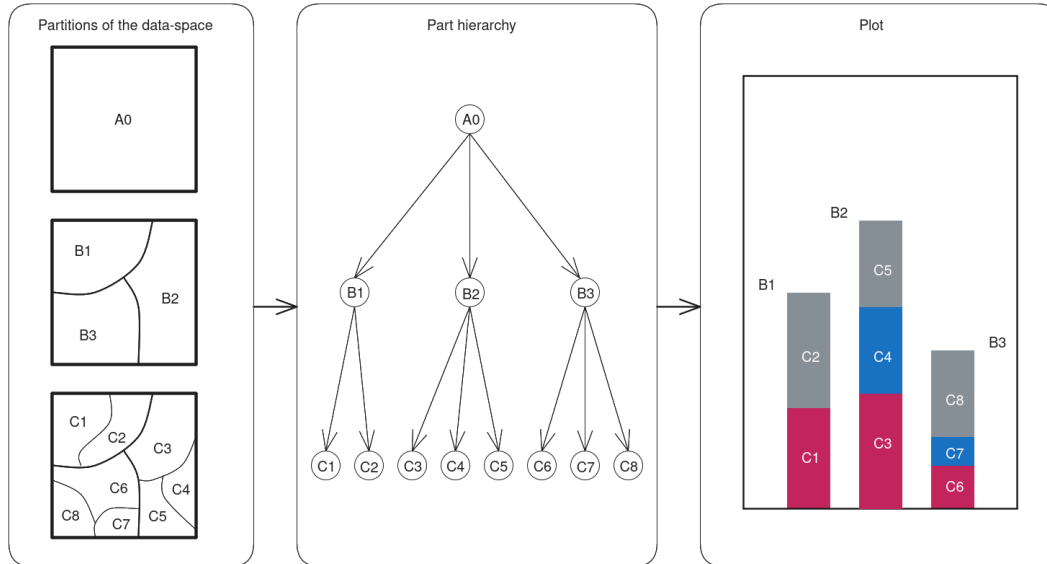 Partitions of the data-space
A0
B1
B2
B3
C1
C2
C3
C6
C4
C8
C7
C5
Part hierarchy
A0
B1
B2
B3
C1
C2
C3
C4
C5
C6
C7
C8
Plot
B2
C5
B1
B3
C2
C4
C8
C3
C7
C1
C6